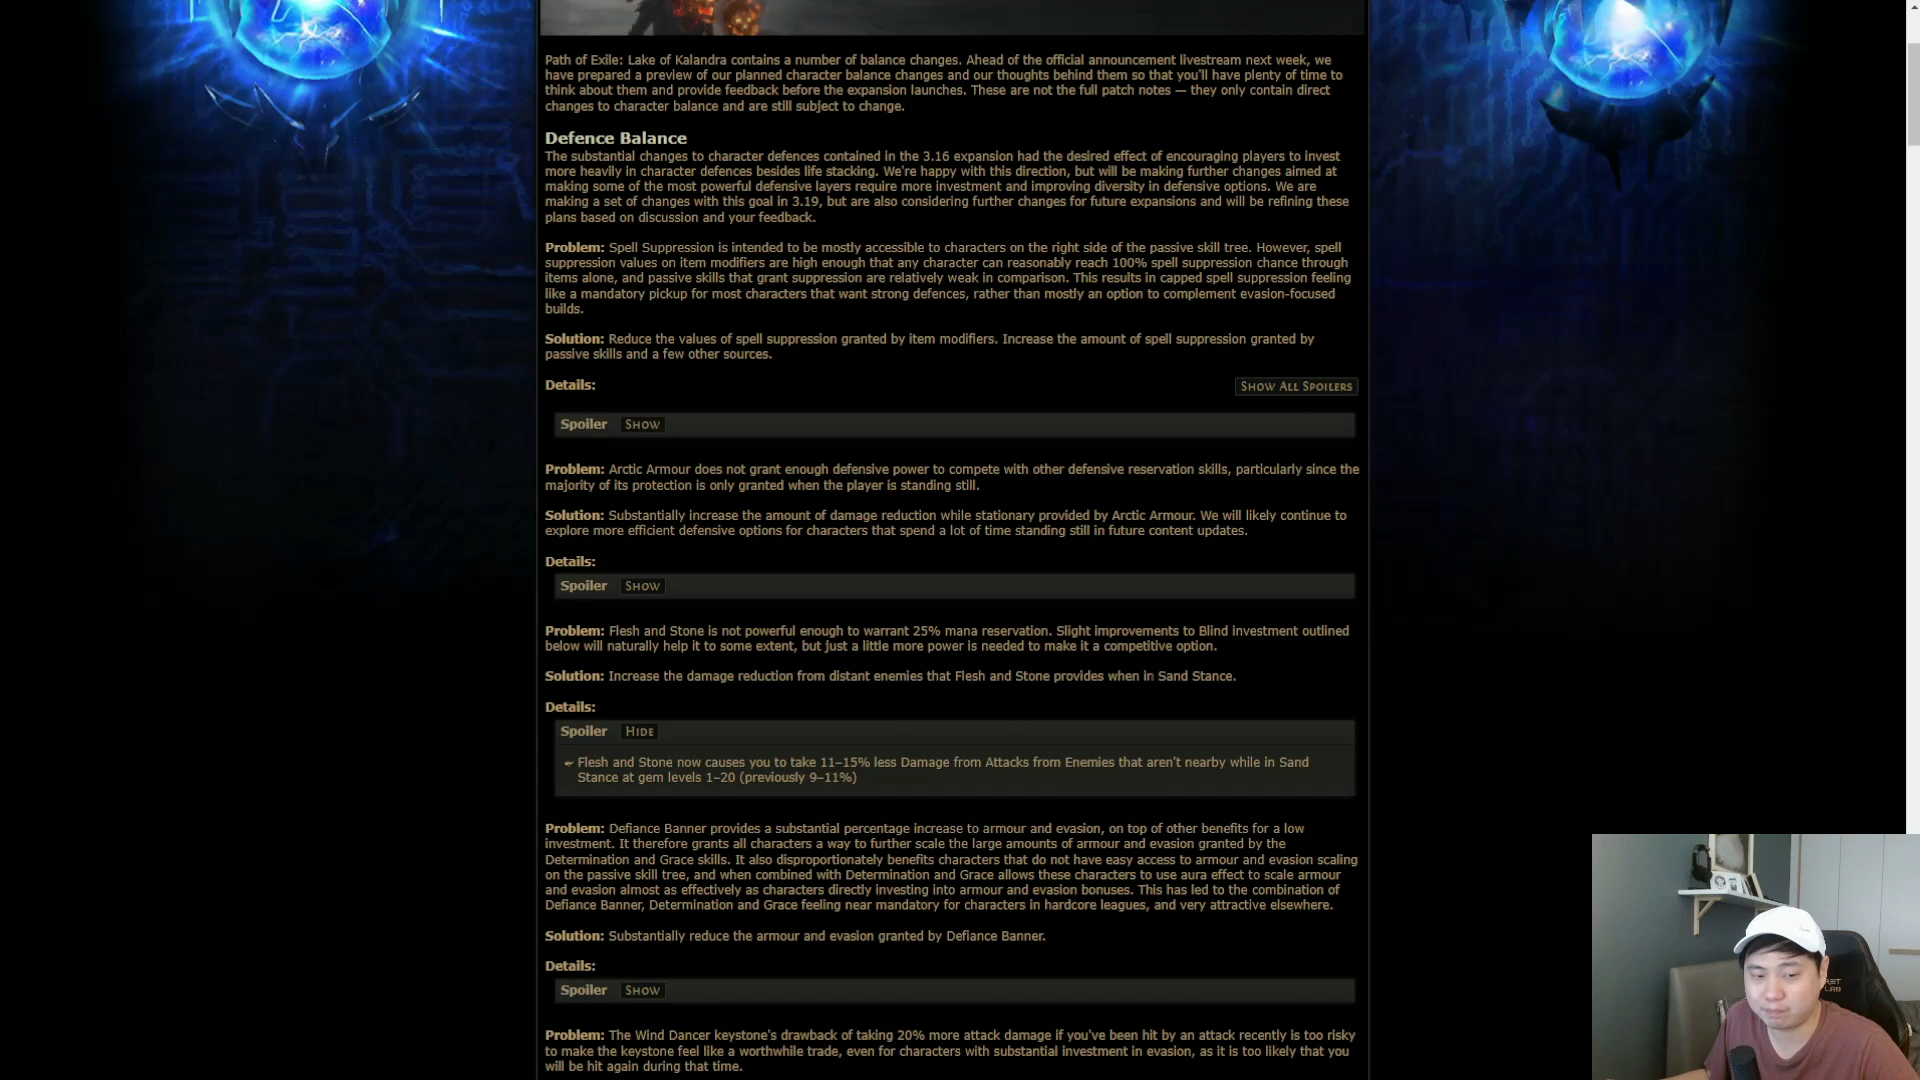 Path of Exile: Lake of Kalandra contains a number of balance changes. Ahead of the official announcement livestream next week, we
have prepared a preview of our planned character balance changes and our thoughts behind them so that you'll have plenty of time to
think about them and provide feedback before the expansion launches. These are not the full patch notes — they only contain direct
changes to character balance and are still subject to change.
Defence Balance
The substantial changes to character defences contained in the 3.16 expansion had the desired effect of encouraging players to invest
more heavily in character defences besides life stacking. We're happy with this direction, but will be making further changes aimed at
making some of the most powerful defensive layers require more investment and improving diversity in defensive options. We are
making a set of changes with this goal in 3.19, but are also considering further changes for future expansions and will be refining these
plans based on discussion and your feedback.
Problem: Spell Suppression is intended to be mostly accessible to characters on the right side of the passive skill tree. However, spell
suppression values on item modifiers are high enough that any character can reasonably reach 100% spell suppression chance through
items alone, and passive skills that grant suppression are relatively weak in comparison. This results in capped spell suppression feeling
like a mandatory pickup for most characters that want strong defences, rather than mostly an option to complement evasion-focused
builds.
Solution: Reduce the values of spell suppression granted by item modifiers. Increase the amount of spell suppression granted by
passive skills and a few other sources.
Details:
SHOW ALL SPOILERS
Spoiler SHOW
Problem: Arctic Armour does not grant enough defensive power to compete with other defensive reservation skills, particularly since the
majority of its protection is only granted when the player is standing still.
Solution: Substantially increase the amount of damage reduction while stationary provided by Arctic Armour. We will likely continue to
explore more efficient defensive options for characters that spend a lot of time standing still in future content updates.
Details:
Spoiler SHOW
Problem: Flesh and Stone is not powerful enough to warrant 25% mana reservation. Slight improvements to Blind investment outlined
below will naturally help it to some extent, but just a little more power is needed to make it a competitive option.
Solution: Increase the damage reduction from distant enemies that Flesh and Stone provides when in Sand Stance.
Details:
Spoiler HIDE
Flesh and Stone now causes you to take 11–15% less Damage from Attacks from Enemies that aren't nearby while in Sand
Stance at gem levels 1–20 (previously 9–11%)
Problem: Defiance Banner provides a substantial percentage increase to armour and evasion, on top of other benefits for a low
investment. It therefore grants all characters a way to further scale the large amounts of armour and evasion granted by the
Determination and Grace skills. It also disproportionately benefits characters that do not have easy access to armour and evasion scaling
on the passive skill tree, and when combined with Determination and Grace allows these characters to use aura effect to scale armour
and evasion almost as effectively as characters directly investing into armour and evasion bonuses. This has led to the combination of
Defiance Banner, Determination and Grace feeling near mandatory for characters in hardcore leagues, and very attractive elsewhere.
Solution: Substantially reduce the armour and evasion granted by Defiance Banner.
Details:
Spoiler SHOW
Problem: The Wind Dancer keystone's drawback of taking 20% more attack damage if you've been hit by an attack recently is too risky
to make the keystone feel like a worthwhile trade, even for characters with substantial investment in evasion, as it is too likely that you
will be hit again during that time.